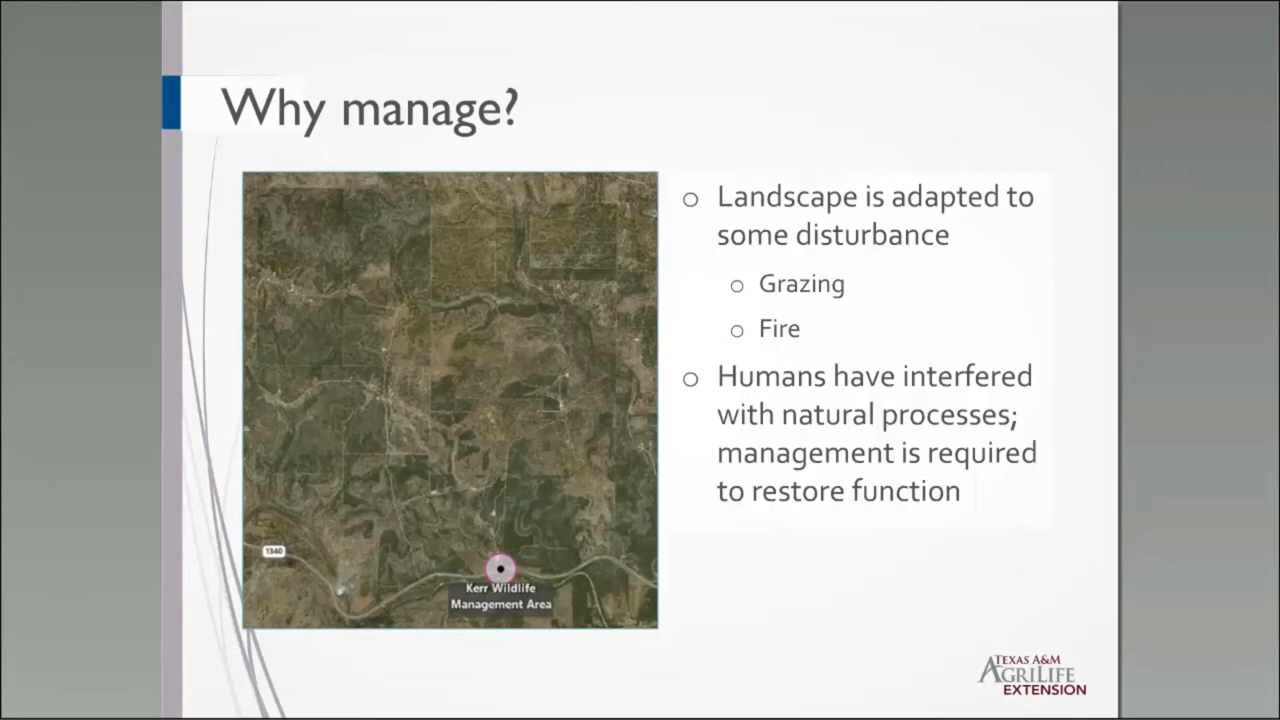 Why manage?
o Landscape is adapted to
some disturbance
o Grazing
o Fire
o Humans have interfered
with natural processes;
management is required
to restore function
1340
Kerr Wildlife
Management Area
TEXAS A&M
AGRILIFE
EXTENSION